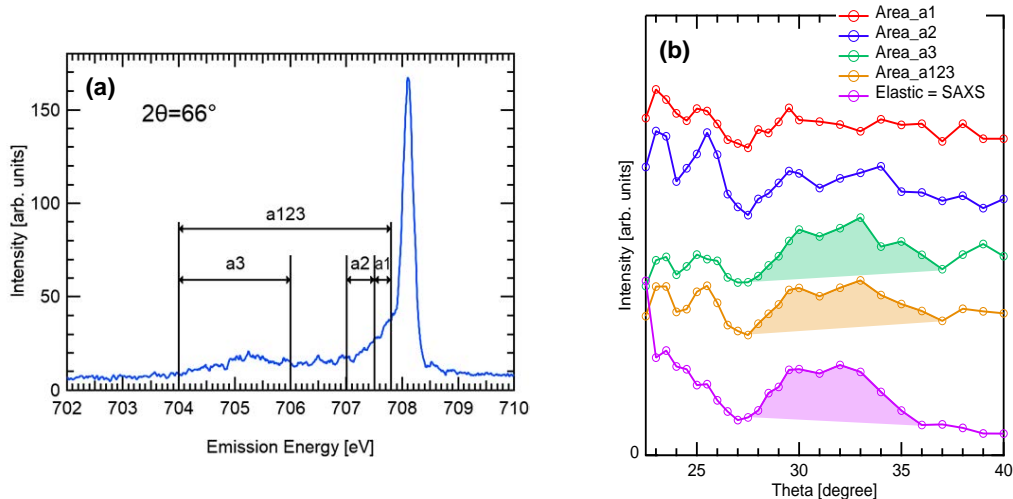 (a)
2θ=66°
a123
a3
a2
a1
150
100
50
0
702
703
704
705
706
707
708
709
710
Intensity [arb. units]
Emission Energy [eV]
(b)
Area_a1
Area_a2
Area_a3
Area_a123
Elastic = SAXS
Intensity [arb. units]
0
25
30
35
40
Theta [degree]